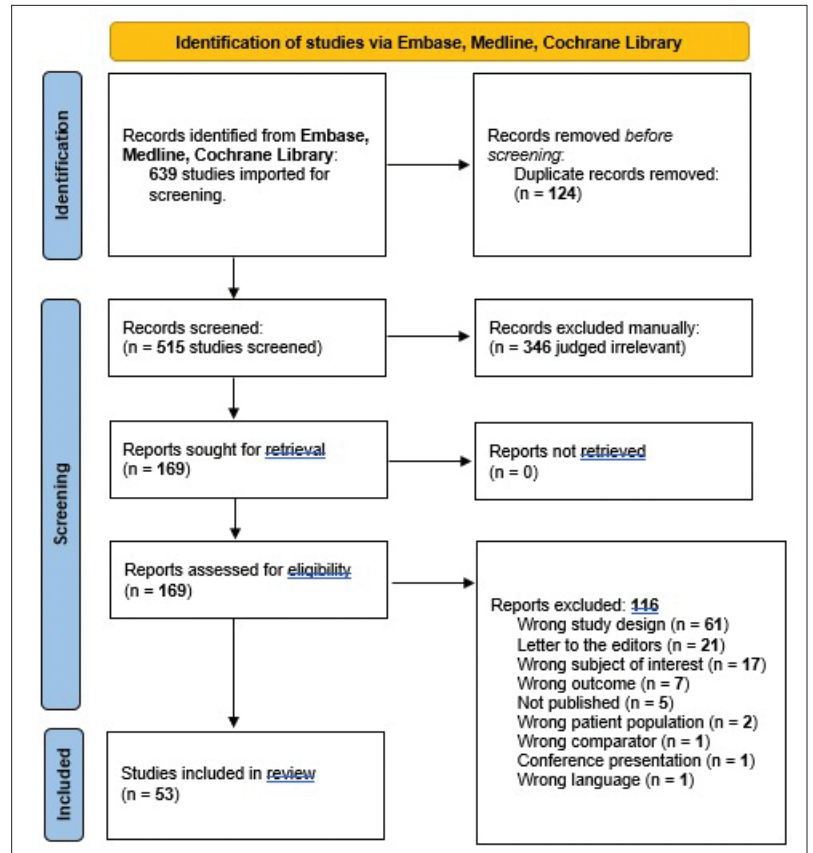 Identification of studies via Embase, Medline, Cochrane Library
Identification
Records identified from Embase,
Medline, Cochrane Library:
639 studies imported for
screening.
Records removed before
screening:
Duplicate records removed:
(n = 124)
Screening
Records screened:
(n = 515 studies screened)
Records excluded manually:
(n = 346 judged irrelevant)
Reports sought for retrieval
(n = 169)
Reports not retrieved
(n = 0)
Reports assessed for eligibility
(n = 169)
Reports excluded: 116
Wrong study design (n = 61)
Letter to the editors (n = 21)
Wrong subject of interest (n = 17)
Wrong outcome (n = 7)
Not published (n = 5)
Wrong patient population (n = 2)
Wrong comparator (n = 1)
Conference presentation (n = 1)
Wrong language (n = 1)
Included
Studies included in review
(n = 53)